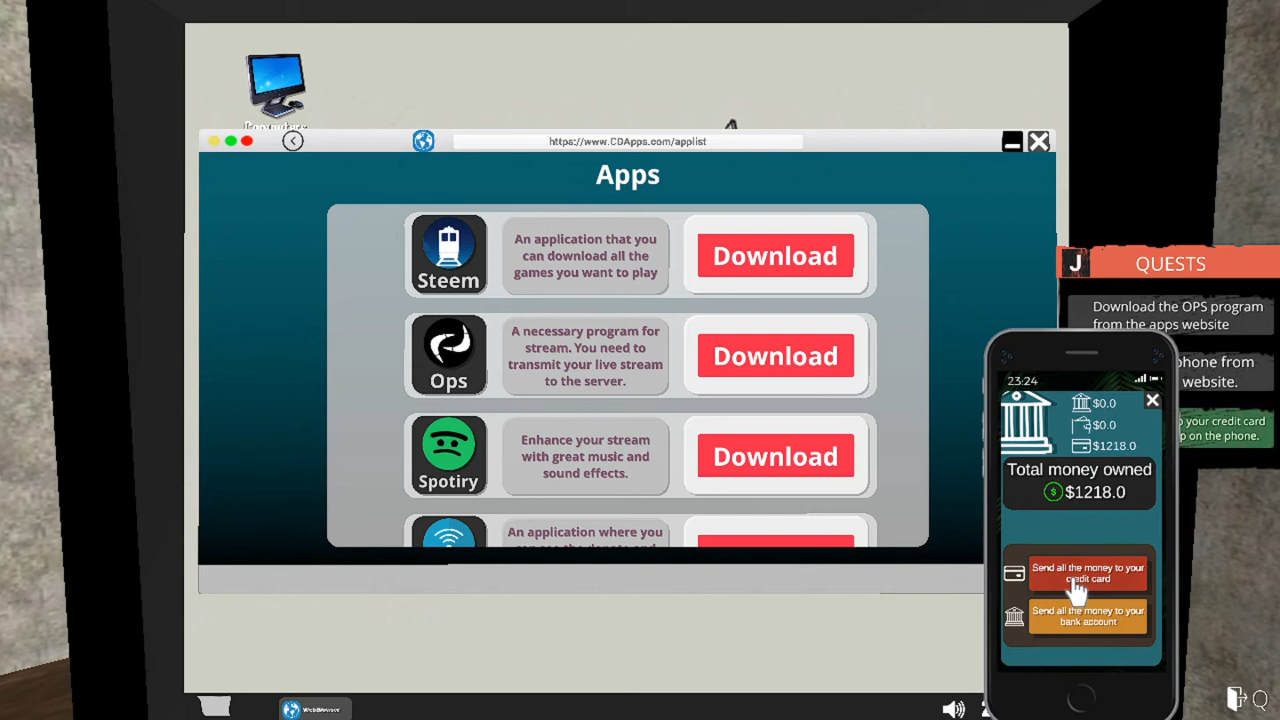 https://www.CDApps.com/applist
Apps
Steem
An application that you
can download all the
games you want to play
Download
Ops
A necessary program for
stream. You need to
transmit your live stream
to the server.
Download
Spotiry
Enhance your stream
with great music and
sound effects.
Download
An application where you
J
QUESTS
Download the OPS program
from the apps website
phone from
website.
your credit card
on the phone.
23:24
$0.0
$0.0
$1218.0
Total money owned
$1218.0
Send all the money to your
credit card
Send all the money to your
bank account
Q